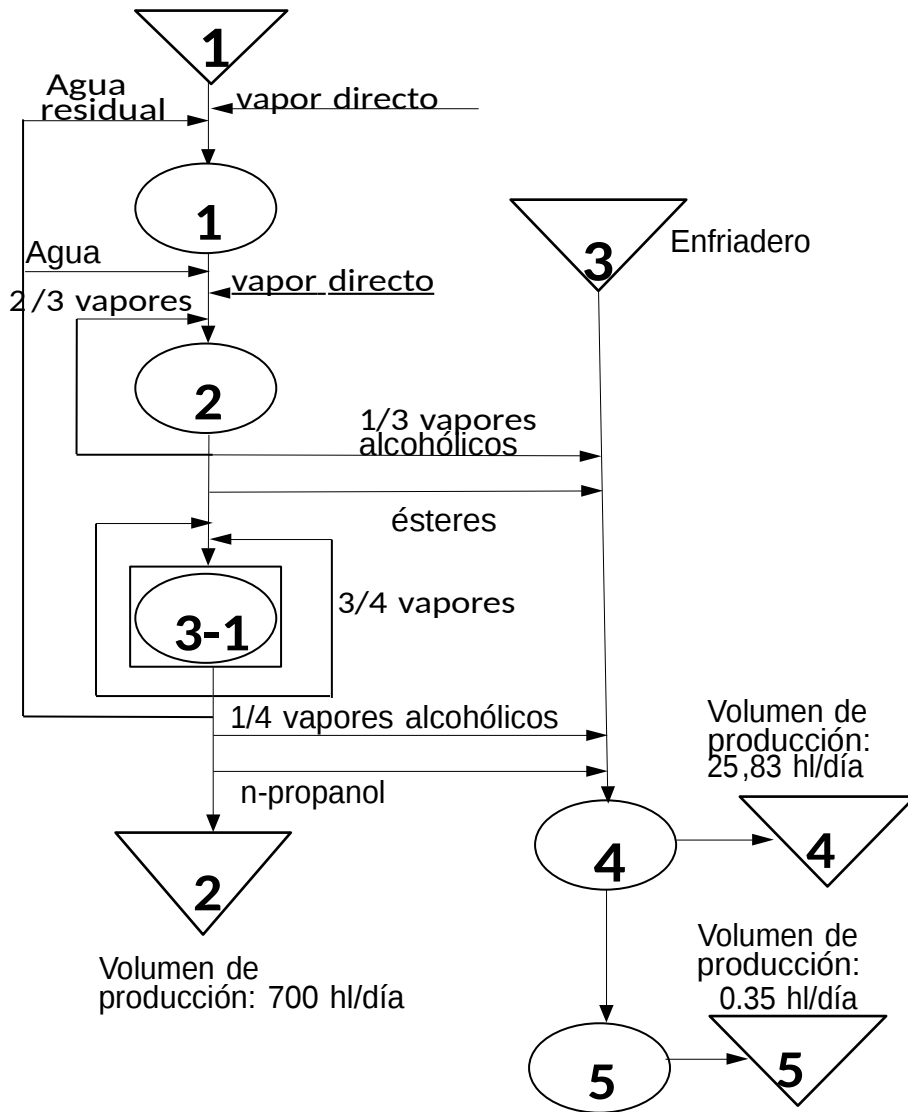 1
Agua
residual
vapor directo
1
Agua
vapor directo
2/3 vapores
2
3
Enfriadero
1/3 vapores
alcohólicos
ésteres
3-1
3/4 vapores
1/4 vapores alcohólicos
n-propanol
2
Volumen de
producción: 700 hl/día
Volumen de
producción:
25,83 hl/día
4
4
Volumen de
producción:
0.35 hl/día
5
5